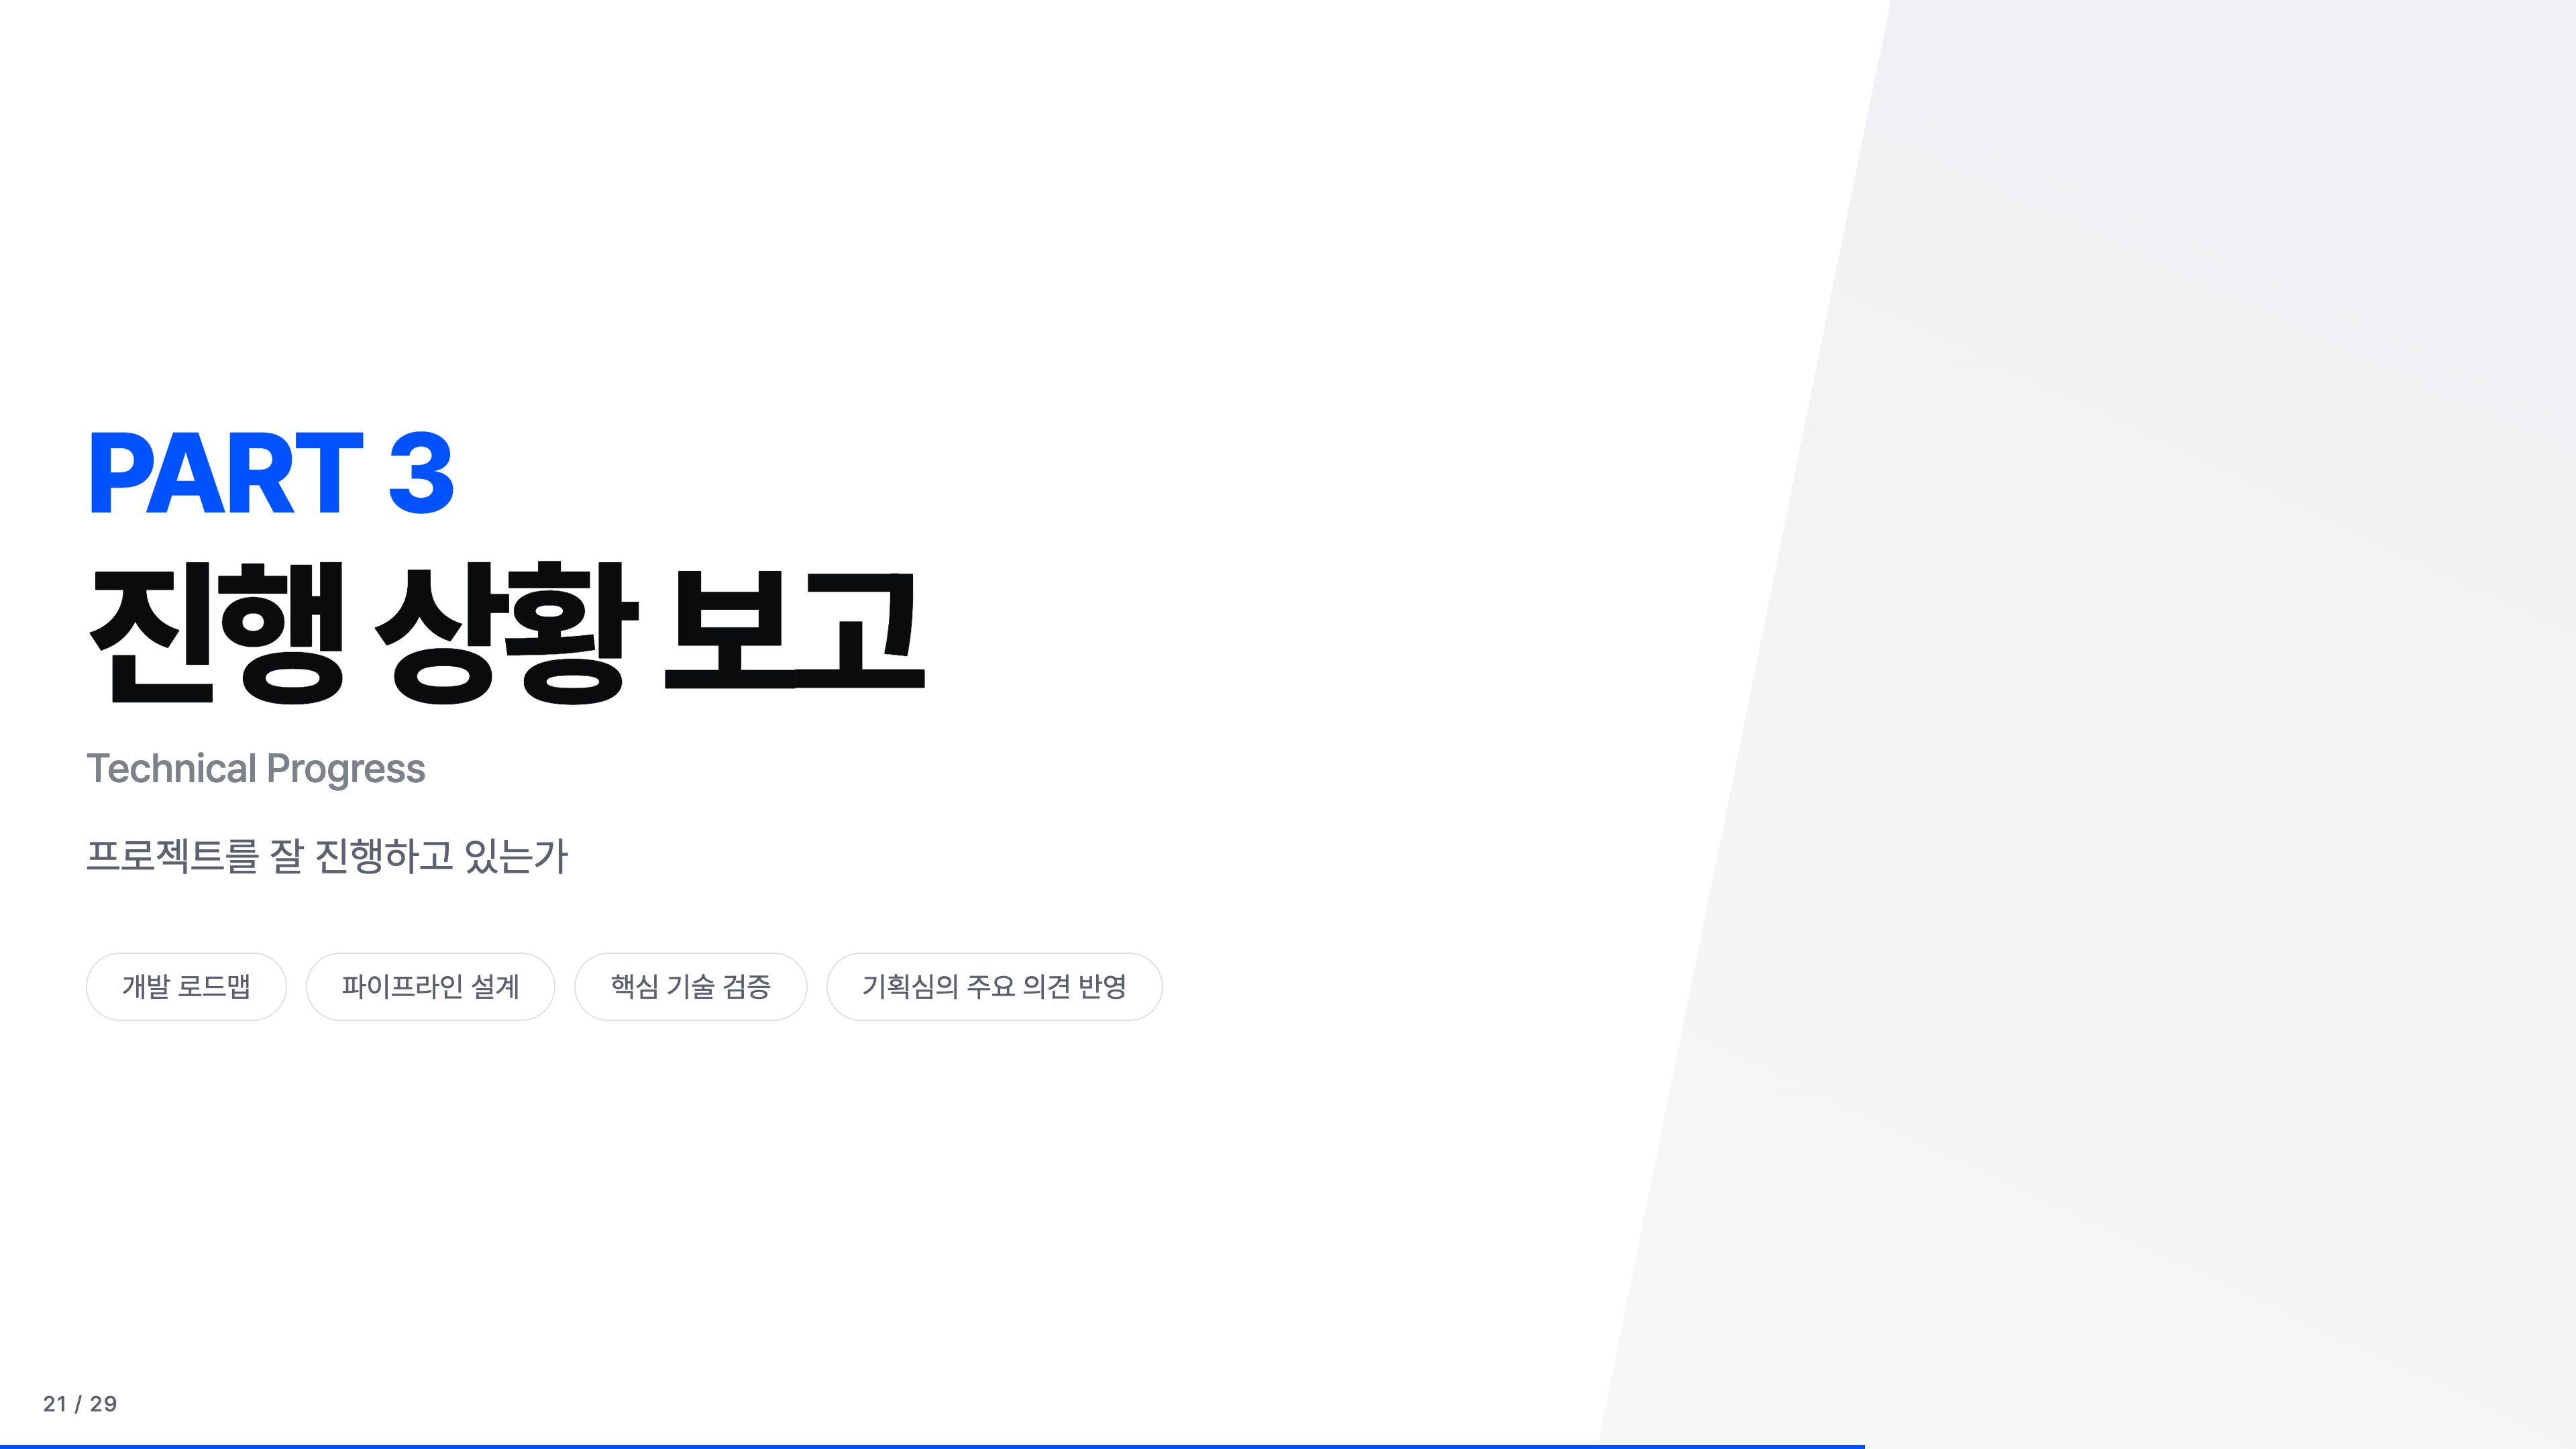 PART 3
진행 상황 보고
Technical Progress
프로젝트를 잘 진행하고 있는가
개발 로드맵
파이프라인 설계
핵심 기술 검증
기획심의 주요 의견 반영
21 / 29